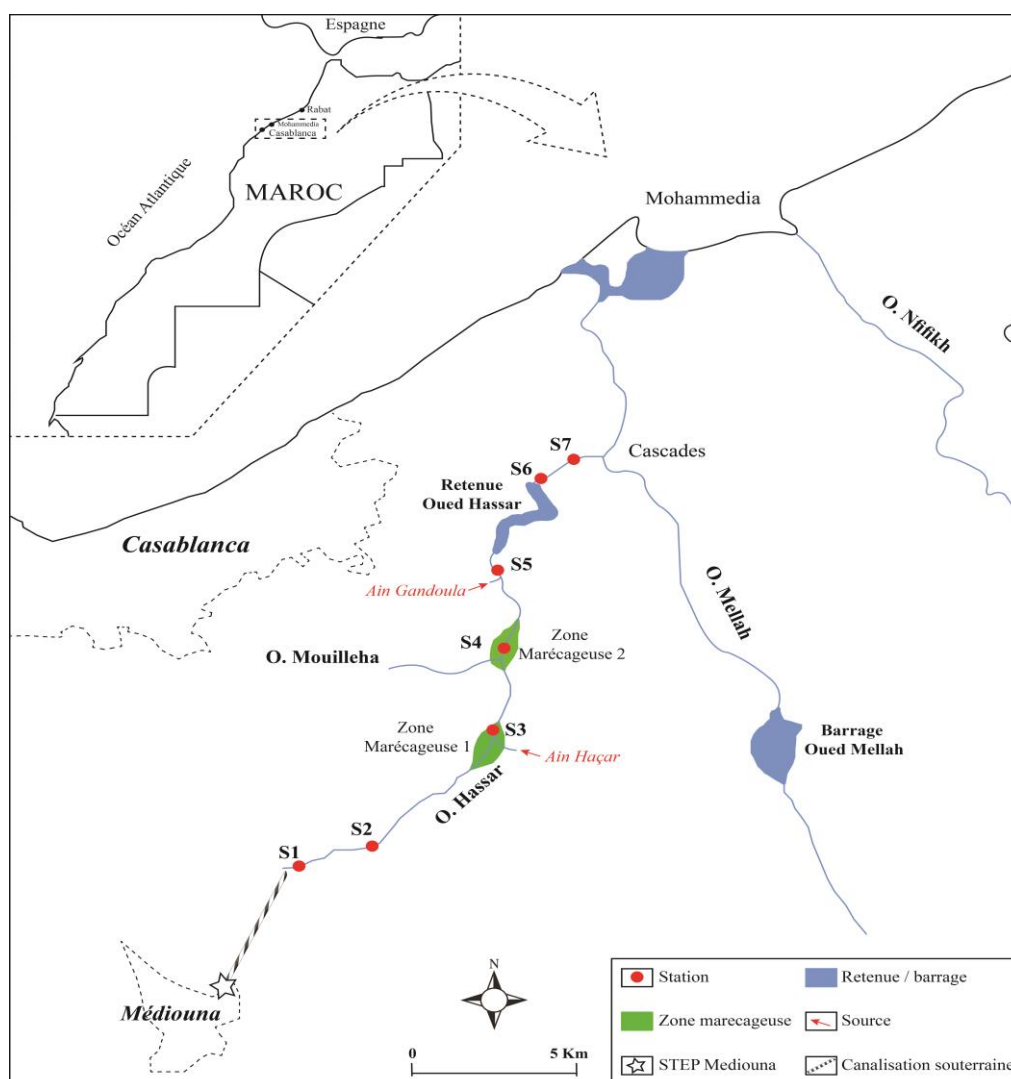 Espagne
Rabat
Mohammedia
Casablanca
Océan Atlantique
MAROC
Mohammedia
O. Nfifikh
S7
Cascades
S6
Retenue
Oued Hassar
Casablanca
S5
Ain Gandoula
O. Mellah
S4
Zone
Marécageuse 2
O. Mouilleha
Zone
Marécageuse 1
S3
Ain Haçar
Barrage
Oued Mellah
O. Hassar
S2
S1
Médiouna
N
0 5 Km
Station
Retenue / barrage
Zone marecageuse
Source
STEP Mediouna
Canalisation souterraine